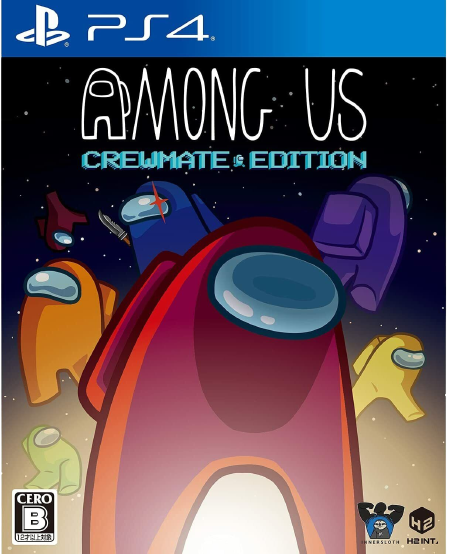 PS4
AMONG US
CREWMATE EDITION
CERO
B
12才以上対象
INNERSLOTH
H2 INT.